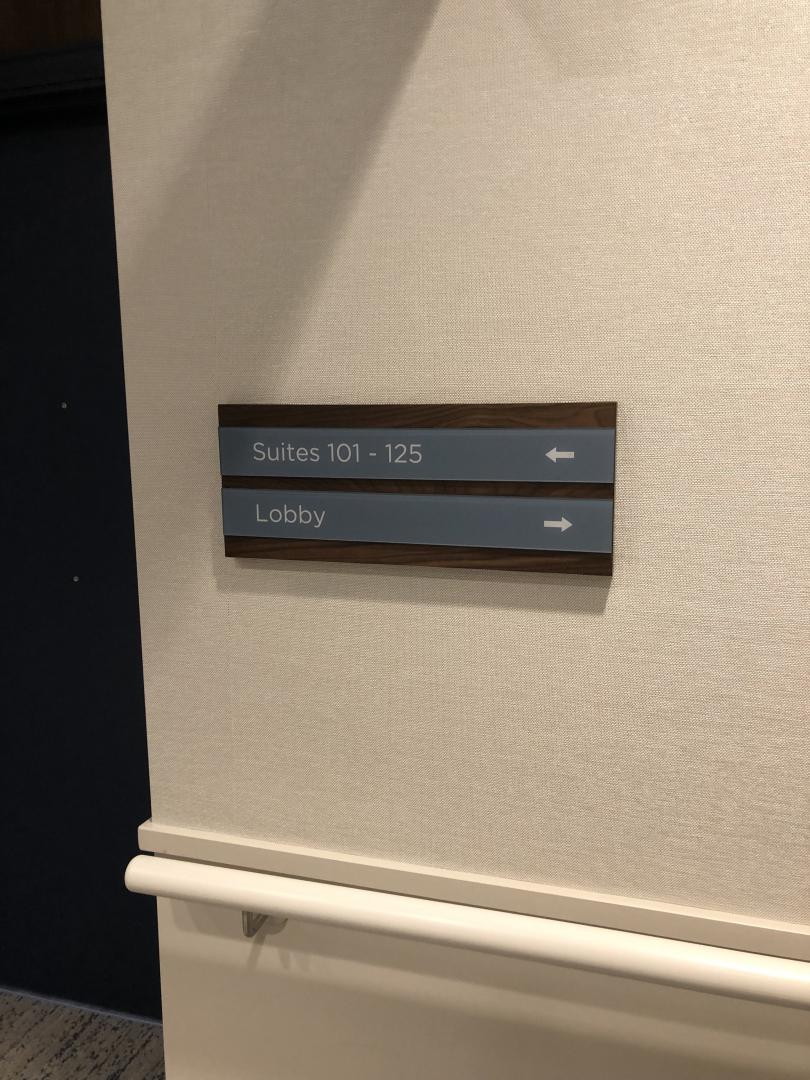 Suites 101 - 125 ←
Lobby →